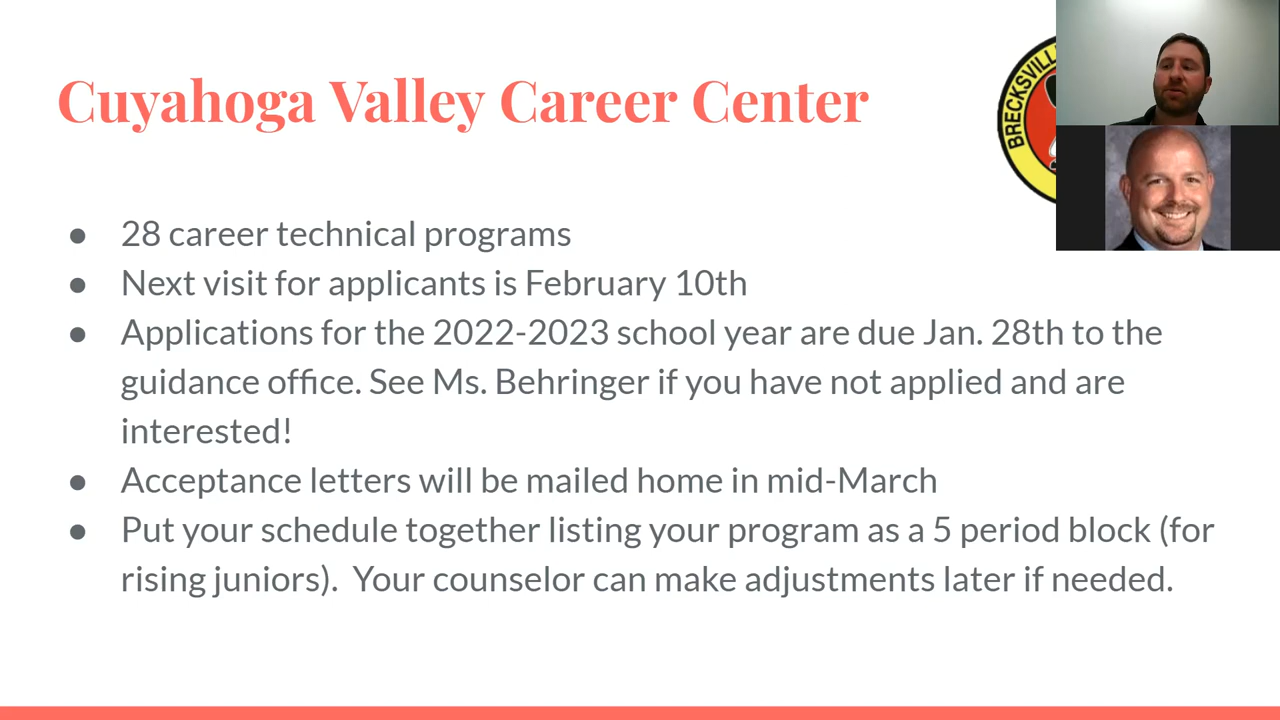 Cuyahoga Valley Career Center
BRECKSVILLE
● 28 career technical programs
● Next visit for applicants is February 10th
● Applications for the 2022-2023 school year are due Jan. 28th to the
guidance office. See Ms. Behringer if you have not applied and are
interested!
● Acceptance letters will be mailed home in mid-March
● Put your schedule together listing your program as a 5 period block (for
rising juniors).  Your counselor can make adjustments later if needed.